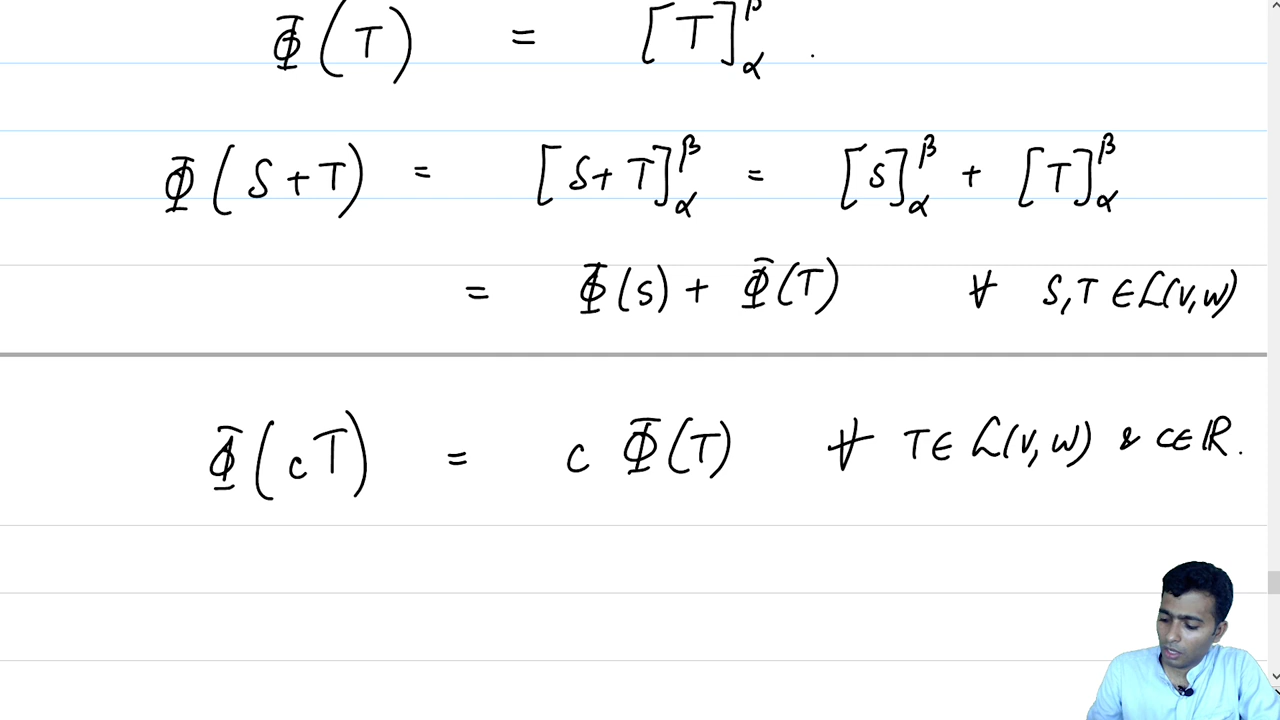 Φ(T) = [T]_α^β .
Φ(S+T) = [S+T]_α^β = [S]_α^β + [T]_α^β
= Φ(S) + Φ(T) ∀ S,T ∈ L(V,W)
Φ(cT) = c Φ(T) ∀ T ∈ L(V,W) & c ∈ ℝ.